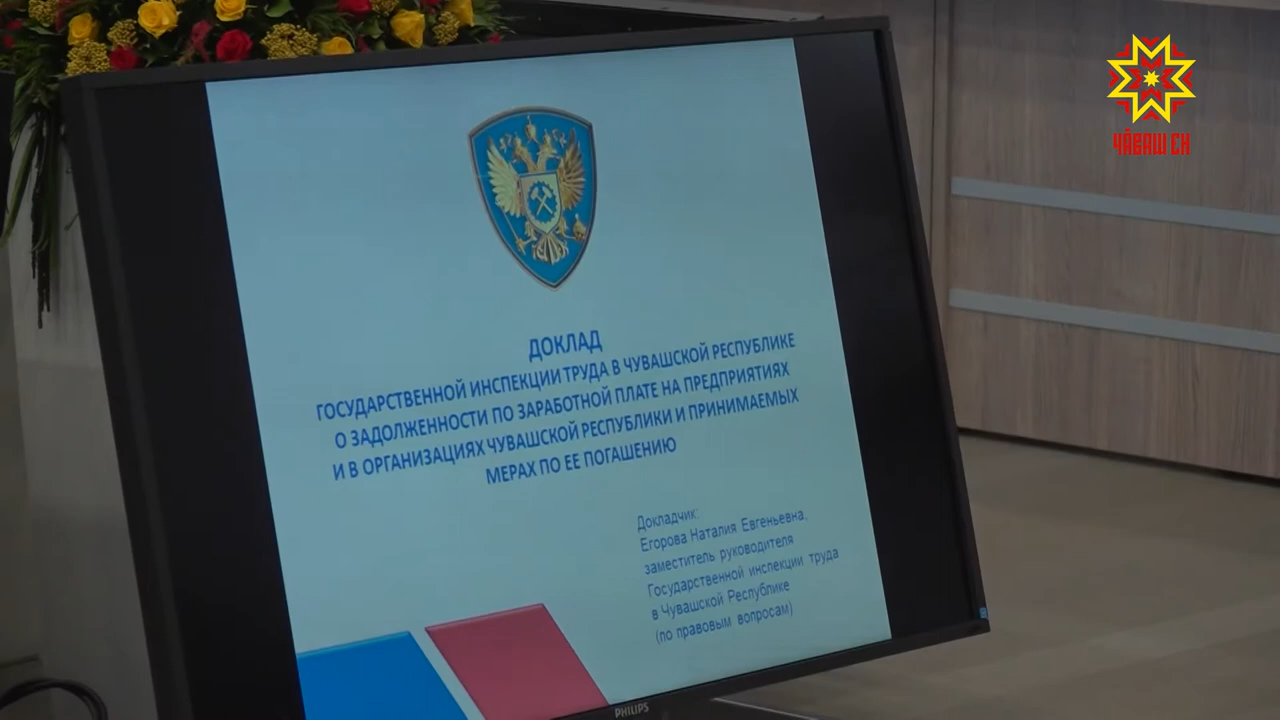 ЧӐВАШ ЕН
ДОКЛАД
ГОСУДАРСТВЕННОЙ ИНСПЕКЦИИ ТРУДА В ЧУВАШСКОЙ РЕСПУБЛИКЕ
О ЗАДОЛЖЕННОСТИ ПО ЗАРАБОТНОЙ ПЛАТЕ НА ПРЕДПРИЯТИЯХ
И В ОРГАНИЗАЦИЯХ ЧУВАШСКОЙ РЕСПУБЛИКИ И ПРИНИМАЕМЫХ
МЕРАХ ПО ЕЕ ПОГАШЕНИЮ
Докладчик:
Егорова Наталия Евгеньевна,
заместитель руководителя
Государственной инспекции труда
в Чувашской Республике
(по правовым вопросам)
PHILIPS